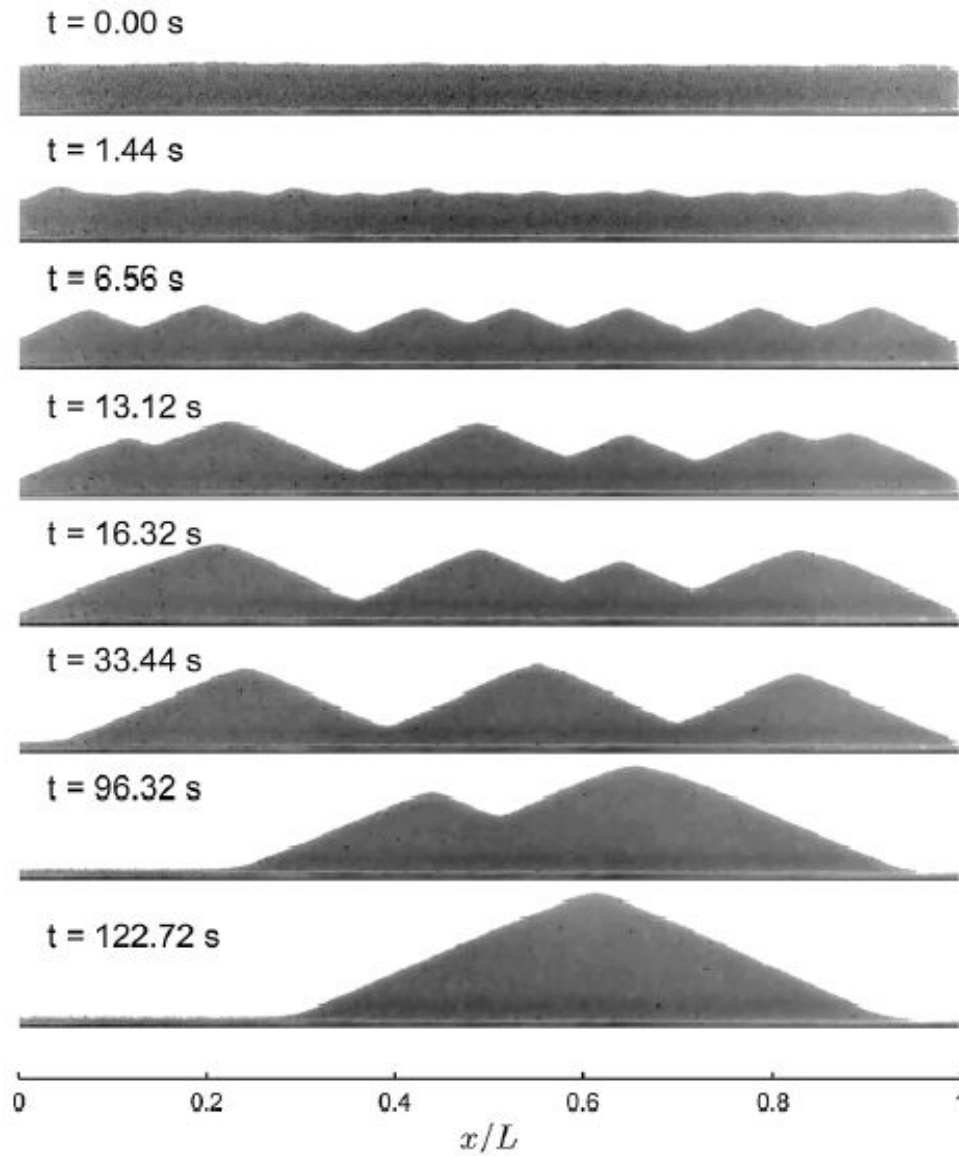 t = 0.00 s
t = 1.44 s
t = 6.56 s
t = 13.12 s
t = 16.32 s
t = 33.44 s
t = 96.32 s
t = 122.72 s
0 0.2 0.4 0.6 0.8 1
x/L